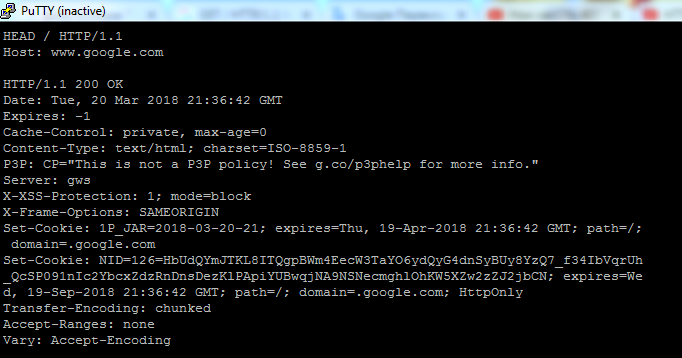 PuTTY (inactive)
HEAD / HTTP/1.1
Host: www.google.com
HTTP/1.1 200 OK
Date: Tue, 20 Mar 2018 21:36:42 GMT
Expires: -1
Cache-Control: private, max-age=0
Content-Type: text/html; charset=ISO-8859-1
P3P: CP="This is not a P3P policy! See g.co/p3phelp for more info."
Server: gws
X-XSS-Protection: 1; mode=block
X-Frame-Options: SAMEORIGIN
Set-Cookie: 1P_JAR=2018-03-20-21; expires=Thu, 19-Apr-2018 21:36:42 GMT; path=/;
domain=.google.com
Set-Cookie: NID=126=HbUdQYmJTKL8ITQgpBWm4EecW3TaYO6ydQyG4dnSyBUy8YzQ7_f34IbVqrUh
_QcSP091nIc2YbcxZdzRnDnsDezKlPApiYUBwqjNA9NSNecmghlOhKW5XZw2zZJ2jbCN; expires=We
d, 19-Sep-2018 21:36:42 GMT; path=/; domain=.google.com; HttpOnly
Transfer-Encoding: chunked
Accept-Ranges: none
Vary: Accept-Encoding